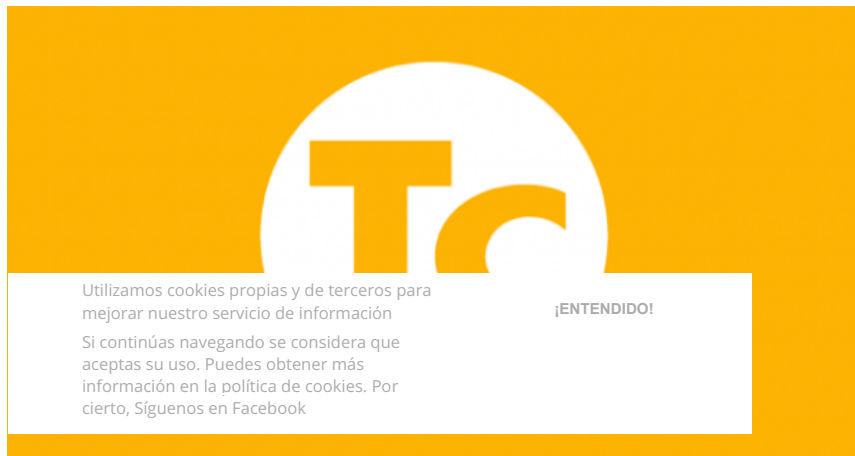 Tc
Utilizamos cookies propias y de terceros para
mejorar nuestro servicio de información
¡ENTENDIDO!
Si continúas navegando se considera que
aceptas su uso. Puedes obtener más
información en la política de cookies. Por
cierto, Síguenos en Facebook